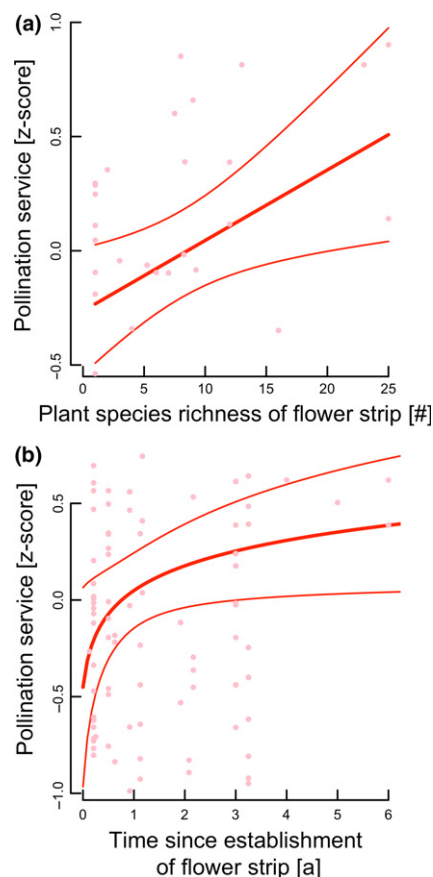 (a)
Pollination service [z-score]
1.0
0.5
0.0
−0.5
0 5 10 15 20 25
Plant species richness of flower strip [#]
(b)
Pollination service [z-score]
0.5
0.0
−0.5
−1.0
0 1 2 3 4 5 6
Time since establishment
of flower strip [a]